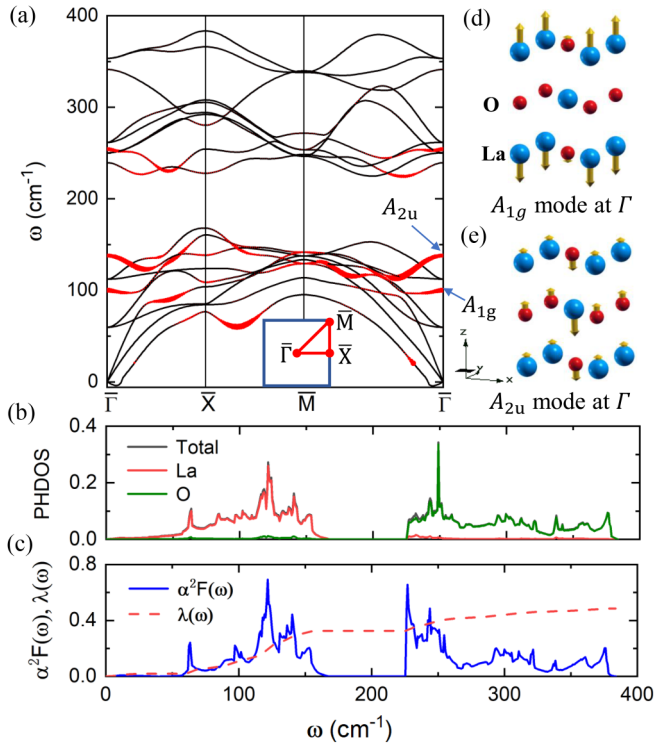 (a)
400
300
200
100
0
ω (cm⁻¹)
A₂ᵤ
A₁g
M̅
Γ̅
X̅
Γ̅
X̅
M̅
Γ̅
(d)
O
La
A₁g mode at Γ
(e)
z
y
x
A₂ᵤ mode at Γ
(b)
0.4
0.2
0.0
PHDOS
Total
La
O
(c)
0.8
0.4
0.0
α²F(ω), λ(ω)
α²F(ω)
λ(ω)
0
100
200
300
400
ω (cm⁻¹)